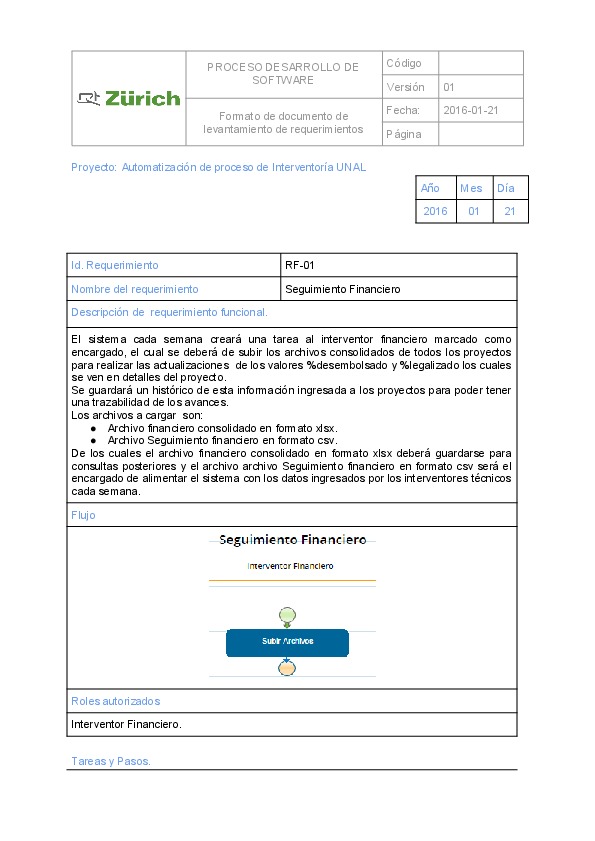 Zürich
PROCESO DESARROLLO DE
SOFTWARE
Formato de documento de
levantamiento de requerimientos
Código
Versión 01
Fecha: 2016-01-21
Página
Proyecto: Automatización de proceso de Interventoría UNAL
Año Mes Día
2016 01 21
Id. Requerimiento RF-01
Nombre del requerimiento Seguimiento Financiero
Descripción de requerimiento funcional.
El sistema cada semana creará una tarea al interventor financiero marcado como
encargado, el cual se deberá de subir los archivos consolidados de todos los proyectos
para realizar las actualizaciones de los valores %desembolsado y %legalizado los cuales
se ven en detalles del proyecto.
Se guardará un histórico de esta información ingresada a los proyectos para poder tener
una trazabilidad de los avances.
Los archivos a cargar son:
● Archivo financiero consolidado en formato xlsx.
● Archivo Seguimiento financiero en formato csv.
De los cuales el archivo financiero consolidado en formato xlsx deberá guardarse para
consultas posteriores y el archivo archivo Seguimiento financiero en formato csv será el
encargado de alimentar el sistema con los datos ingresados por los interventores técnicos
cada semana.
Flujo
Seguimiento Financiero
Interventor Financiero
Subir Archivos
Roles autorizados
Interventor Financiero.
Tareas y Pasos.